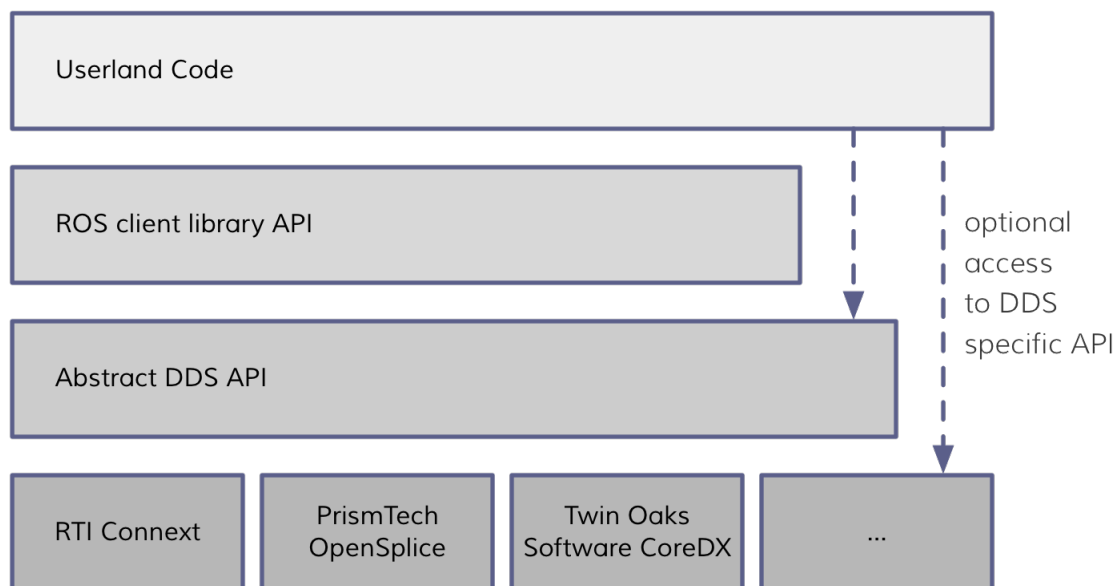 Userland Code
ROS client library API
optional
access
to DDS
specific API
Abstract DDS API
RTI Connext
PrismTech
OpenSplice
Twin Oaks
Software CoreDX
...